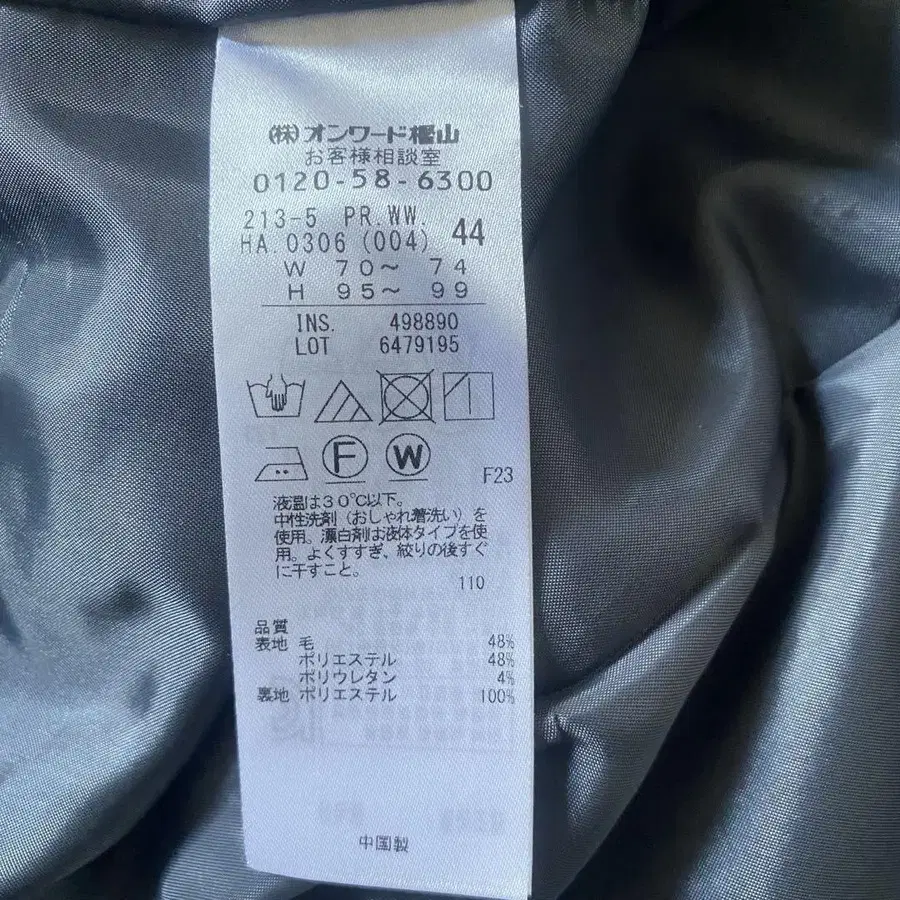 (株)オンワード樫山
お客様相談室
0120-58-6300
213-5 PR.WW.
HA.0306(004) 44
W 70～ 74
H 95～ 99
INS. 498890
LOT 6479195
F W
F23
液温は30℃以下。
中性洗剤(おしゃれ着洗い)を
使用。漂白剤は液体タイプを使
用。よくすすぎ、絞りの後すぐ
に干すこと。
110
品質
表地 毛 48%
ポリエステル 48%
ポリウレタン 4%
裏地 ポリエステル 100%
中国製